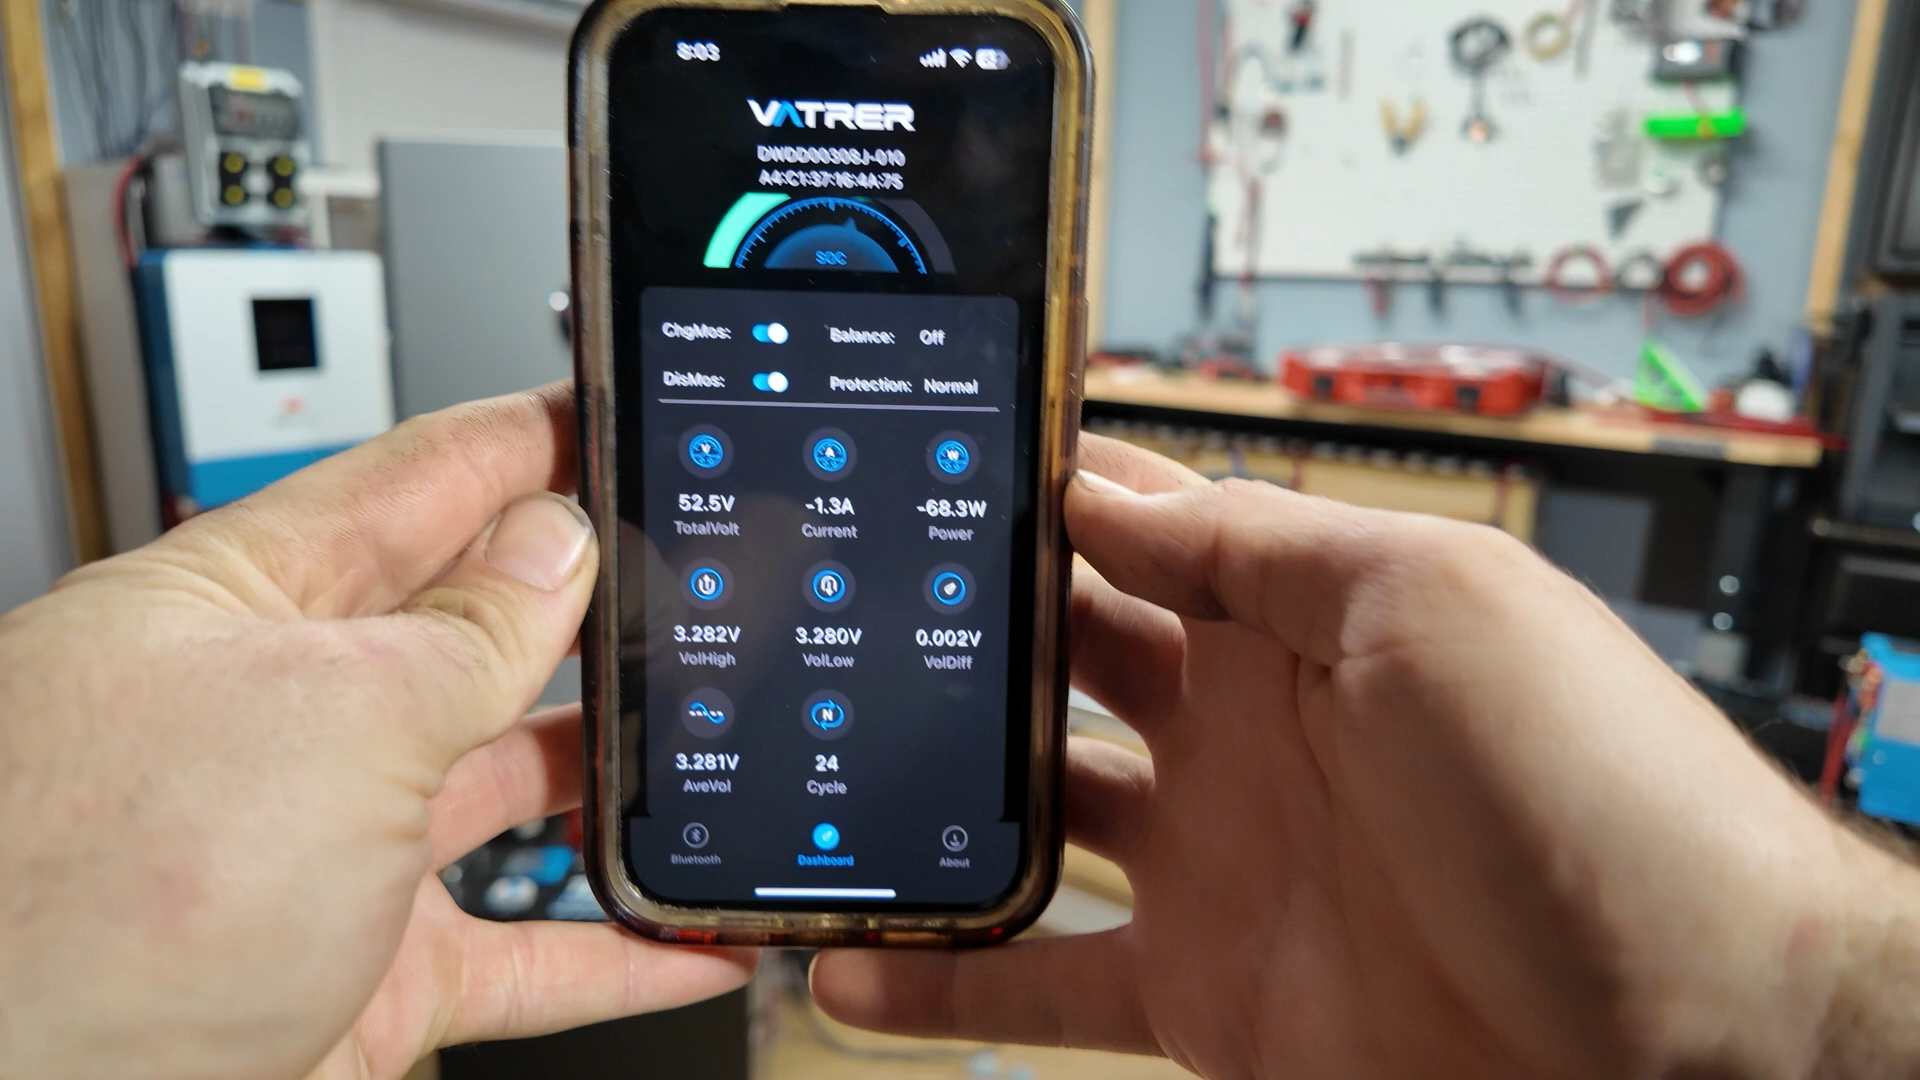 8:03
VATRER
DWDD0030SJ-010
A4:C1:37:16:4A:75
SOC
ChgMos: Balance: Off
DisMos: Protection: Normal
52.5V -1.3A -68.3W
TotalVolt Current Power
3.282V 3.280V 0.002V
VolHigh VolLow VolDiff
3.281V 24
AveVol Cycle
Bluetooth Dashboard About